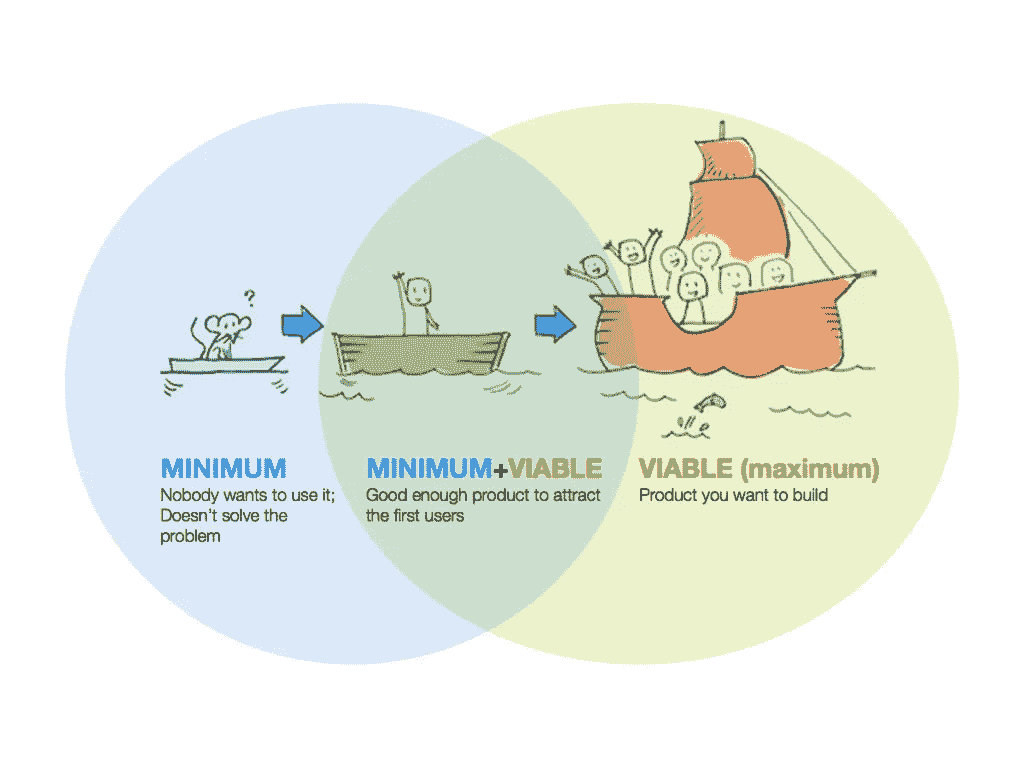 ?
MINIMUM
Nobody wants to use it;
Doesn't solve the
problem
MINIMUM+VIABLE
Good enough product to attract
the first users
VIABLE (maximum)
Product you want to build